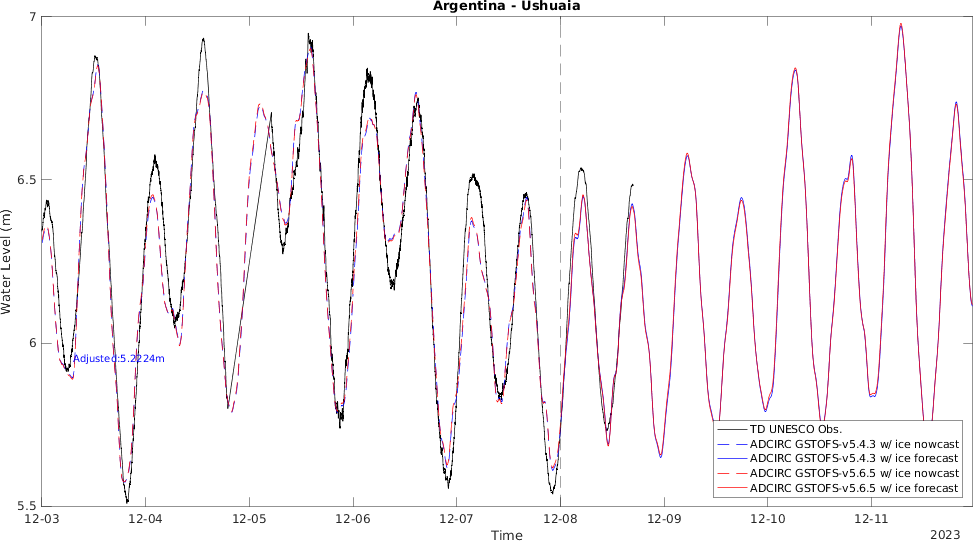 Argentina - Ushuaia
7
6.5
6
5.5
Water Level (m)
Adjusted:5.2224m
TD UNESCO Obs.
ADCIRC GSTOFS-v5.4.3 w/ ice nowcast
ADCIRC GSTOFS-v5.4.3 w/ ice forecast
ADCIRC GSTOFS-v5.6.5 w/ ice nowcast
ADCIRC GSTOFS-v5.6.5 w/ ice forecast
12-03 12-04 12-05 12-06 12-07 12-08 12-09 12-10 12-11
Time
2023